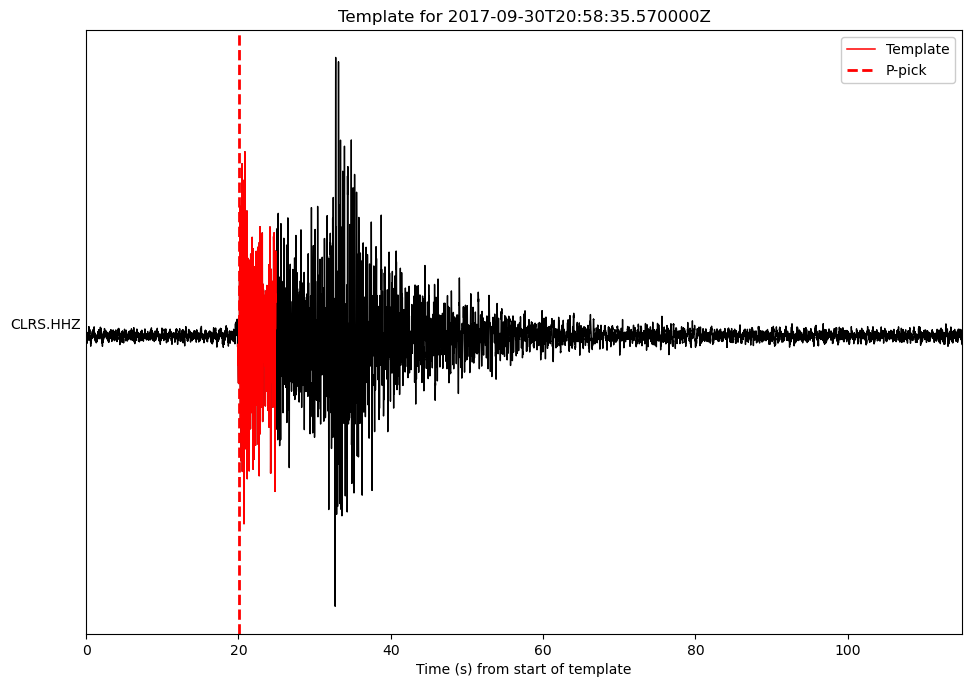 Template for 2017-09-30T20:58:35.570000Z
Template
P-pick
CLRS.HHZ
0 20 40 60 80 100
Time (s) from start of template